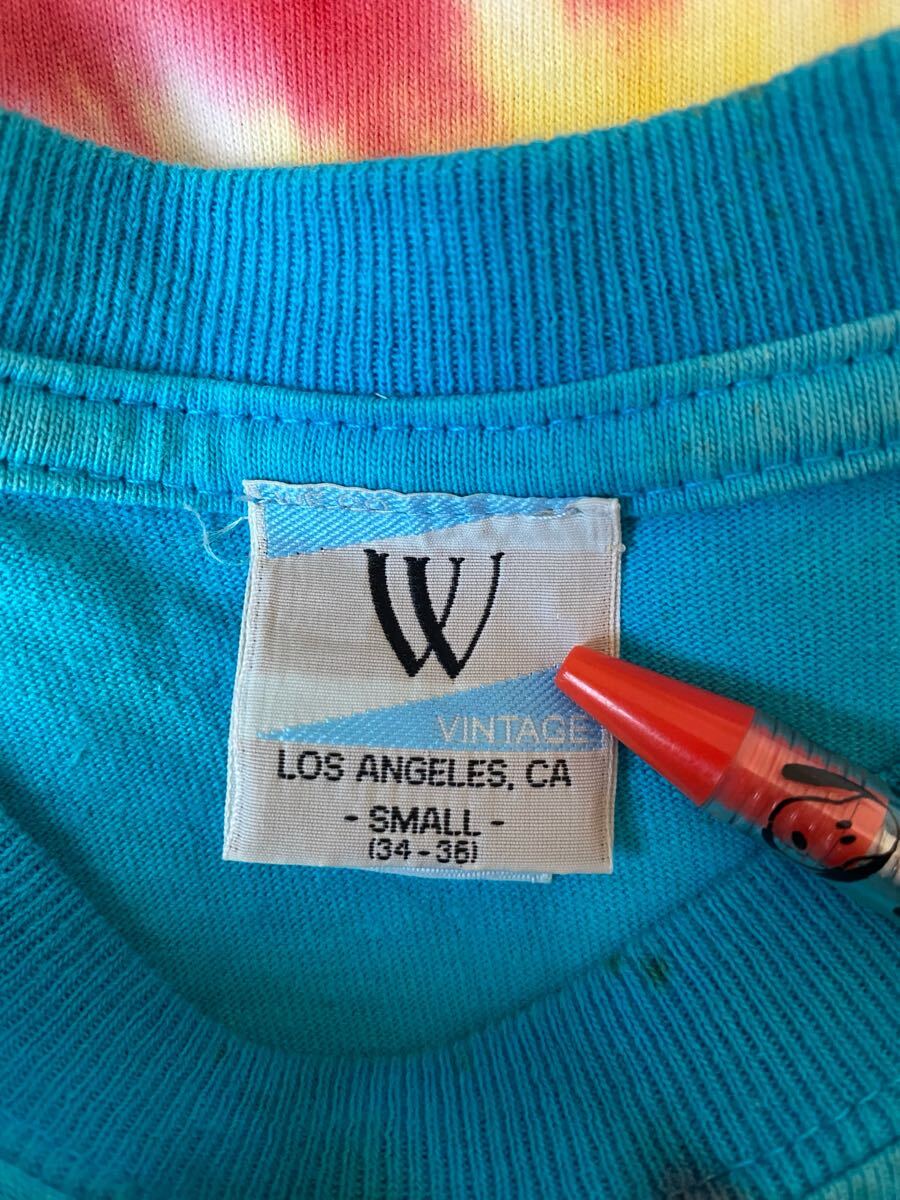 W
VINTAGE
LOS ANGELES, CA
- SMALL -
(34-36)